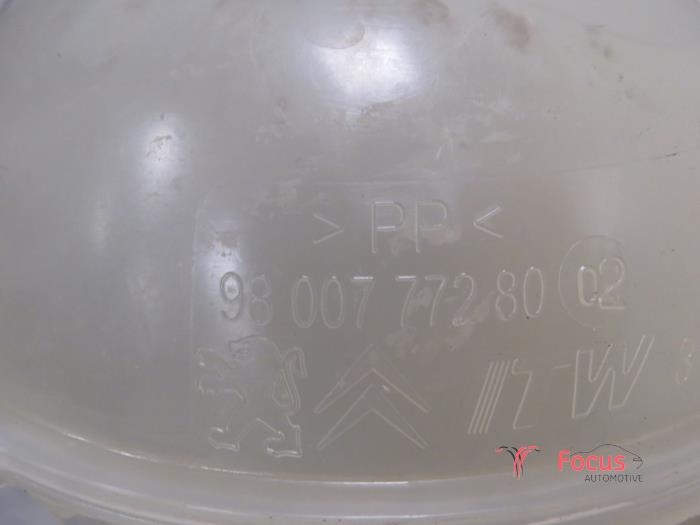 > PP <
98 007 772 80 02
ITW
Focus
AUTOMOTIVE